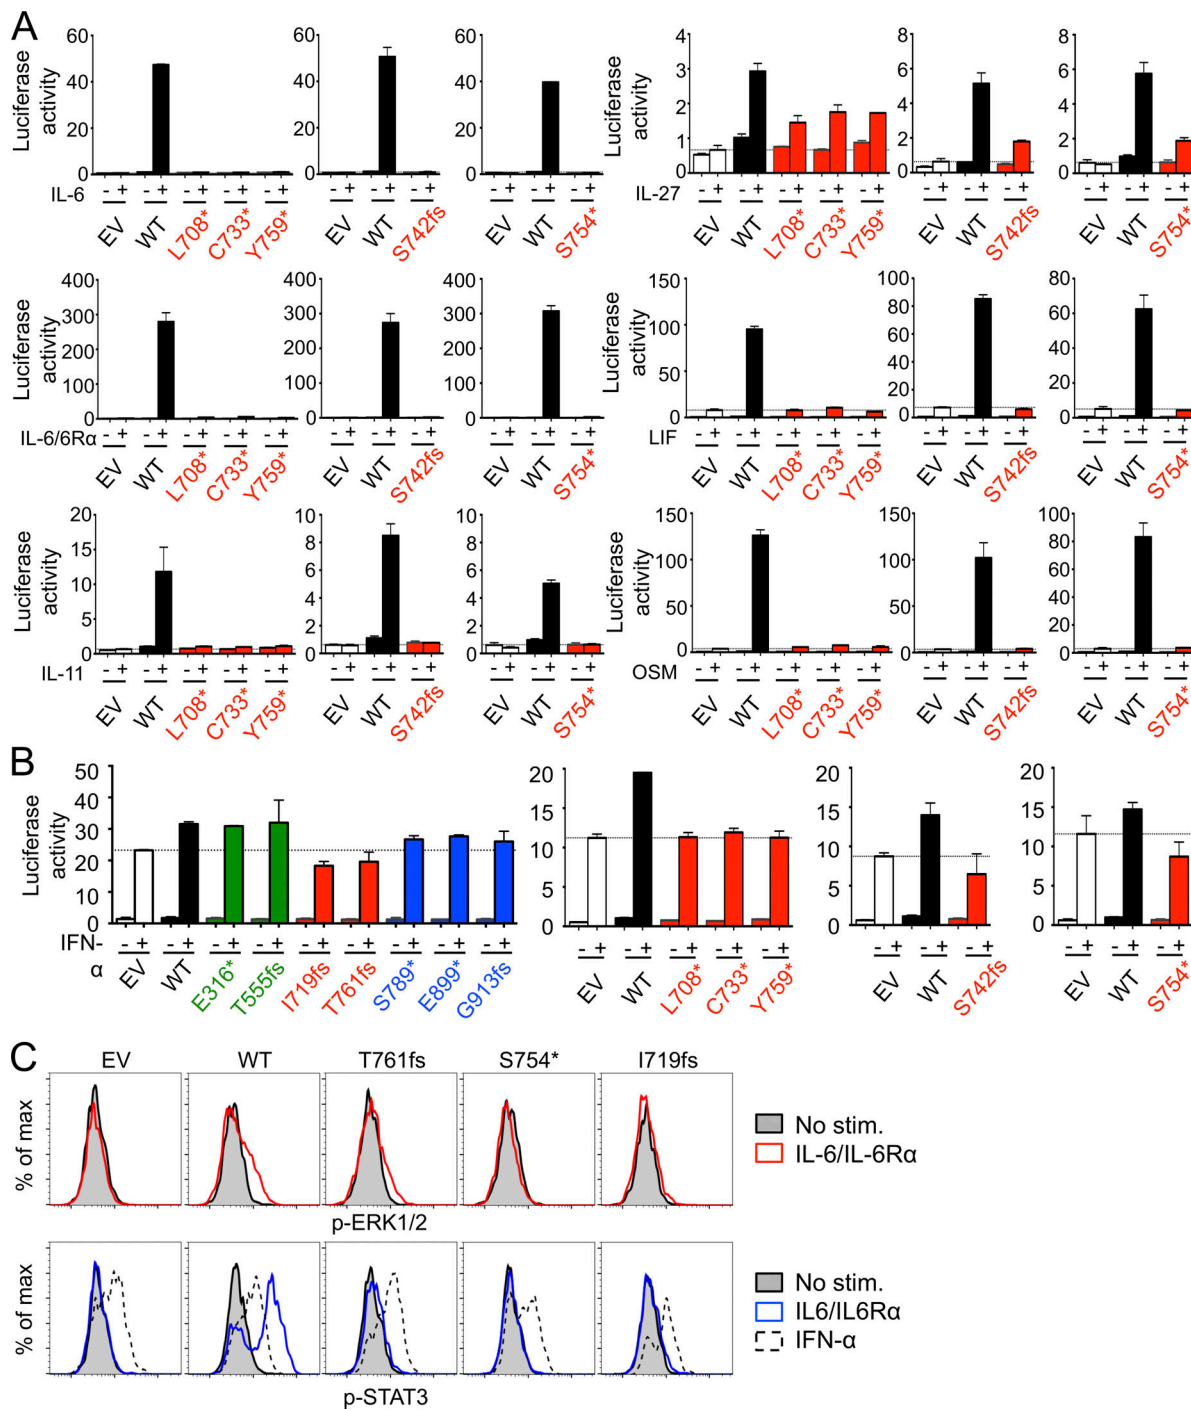 A
Luciferase activity
60
40
20
0
60
40
20
0
60
40
20
0
IL-6
- + - + - + - + - +
- + - + - +
- + - + - +
EV WT L708* C733* Y759*
EV WT S742fs
EV WT S754*
Luciferase activity
4
3
2
1
0
8
6
4
2
0
8
6
4
2
0
IL-27
- + - + - + - + - +
- + - + - +
- + - + - +
EV WT L708* C733* Y759*
EV WT S742fs
EV WT S754*
Luciferase activity
400
300
200
100
0
400
300
200
100
0
400
300
200
100
0
IL-6/6Rα
- + - + - + - + - +
- + - + - +
- + - + - +
EV WT L708* C733* Y759*
EV WT S742fs
EV WT S754*
Luciferase activity
150
100
50
0
100
80
60
40
20
0
80
60
40
20
0
LIF
- + - + - + - + - +
- + - + - +
- + - + - +
EV WT L708* C733* Y759*
EV WT S742fs
EV WT S754*
Luciferase activity
20
15
10
5
0
10
8
6
4
2
0
10
8
6
4
2
0
IL-11
- + - + - + - + - +
- + - + - +
- + - + - +
EV WT L708* C733* Y759*
EV WT S742fs
EV WT S754*
Luciferase activity
150
100
50
0
150
100
50
0
100
80
60
40
20
0
OSM
- + - + - + - + - +
- + - + - +
- + - + - +
EV WT L708* C733* Y759*
EV WT S742fs
EV WT S754*
B
Luciferase activity
50
40
30
20
10
0
20
15
10
5
0
20
15
10
5
0
20
15
10
5
0
IFN-
α
- + - + - + - + - + - + - + - + - +
- + - + - + - + - +
- + - + - +
- + - + - +
EV WT E316* T555fs I719fs T761fs S789* E899* G913fs
EV WT L708* C733* Y759*
EV WT S742fs
EV WT S754*
C
EV WT T761fs S754* I719fs
% of max
p-ERK1/2
No stim.
IL-6/IL-6Rα
% of max
p-STAT3
No stim.
IL6/IL6Rα
IFN-α